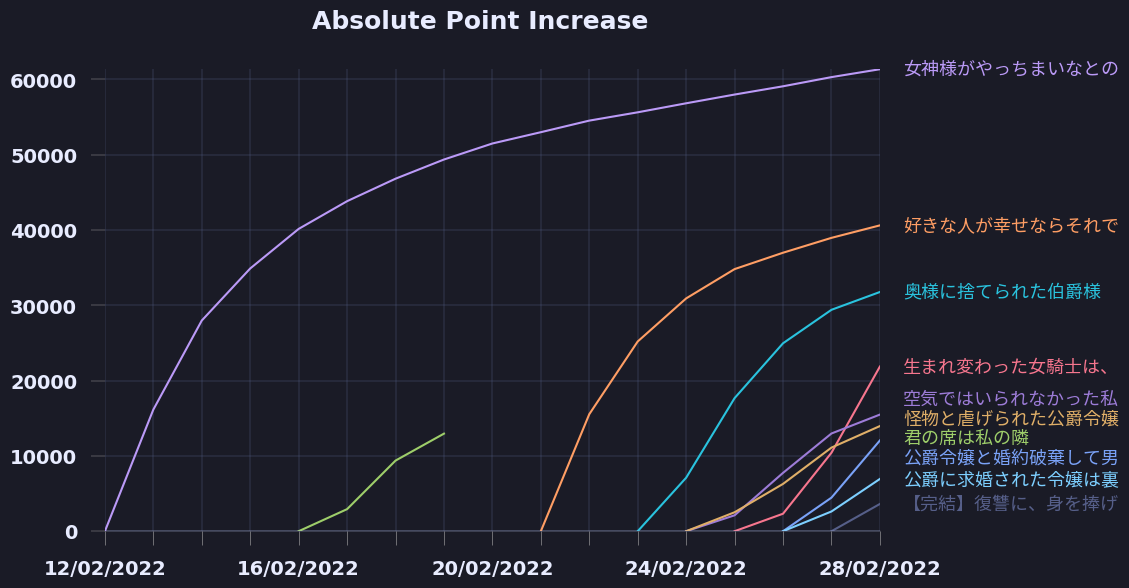 Absolute Point Increase
60000
50000
40000
30000
20000
10000
0
12/02/2022
16/02/2022
20/02/2022
24/02/2022
28/02/2022
女神様がやっちまいなとの
好きな人が幸せならそれで
奥様に捨てられた伯爵様
生まれ変わった女騎士は、
空気ではいられなかった私
怪物と虐げられた公爵令嬢
君の席は私の隣
公爵令嬢と婚約破棄して男
公爵に求婚された令嬢は裏
【完結】復讐に、身を捧げ